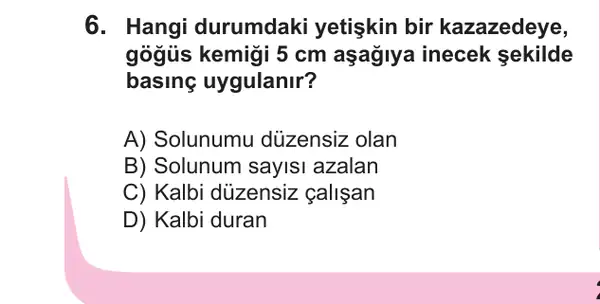 6. Hangi durumdaki yetişkin bir kazazedeye,
göğüs kemiği 5 cm aşağıya inecek şekilde
basınç uygulanır?
A) Solunumu düzensiz olan
B) Solunum sayısı azalan
C) Kalbi düzensiz çalışan
D) Kalbi duran